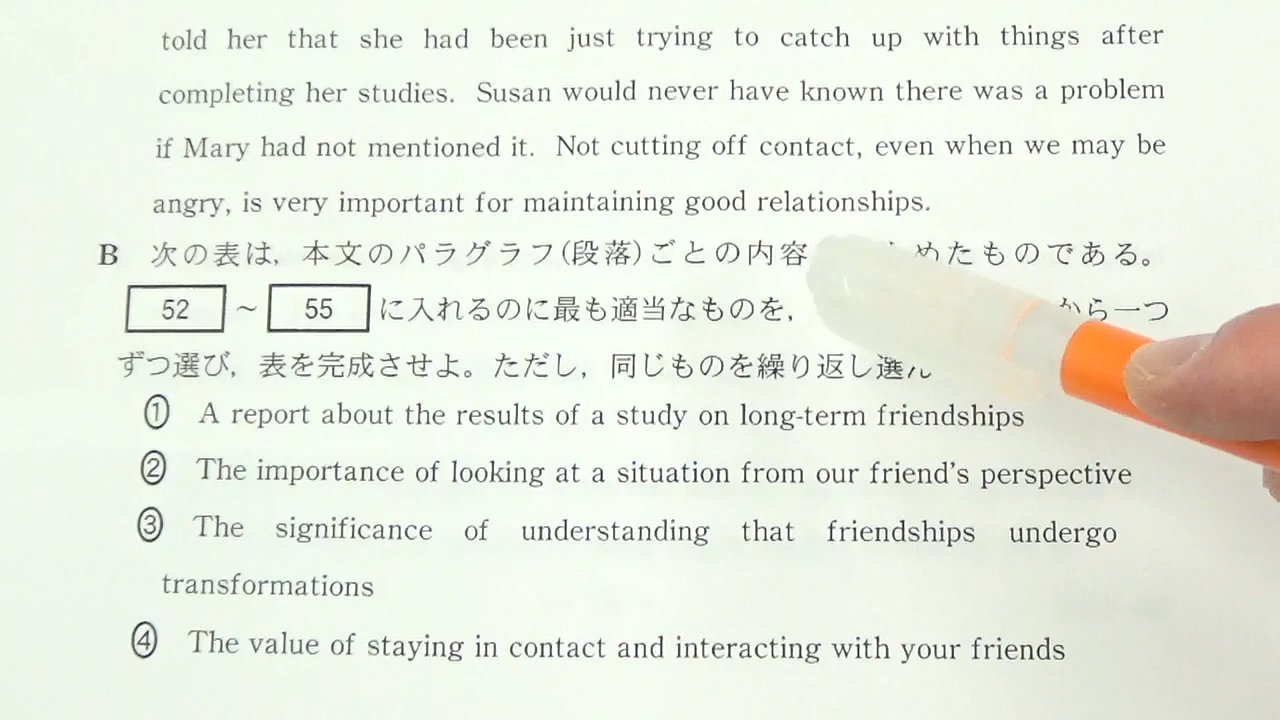 told her that she had been just trying to catch up with things after
completing her studies. Susan would never have known there was a problem
if Mary had not mentioned it. Not cutting off contact, even when we may be
angry, is very important for maintaining good relationships.
B 次の表は，本文のパラグラフ(段落)ごとの内容 めたものである。
52 ～ 55 に入れるのに最も適当なものを， から一つ
ずつ選び，表を完成させよ。ただし，同じものを繰り返し選
① A report about the results of a study on long-term friendships
② The importance of looking at a situation from our friend's perspective
③ The significance of understanding that friendships undergo
transformations
④ The value of staying in contact and interacting with your friends